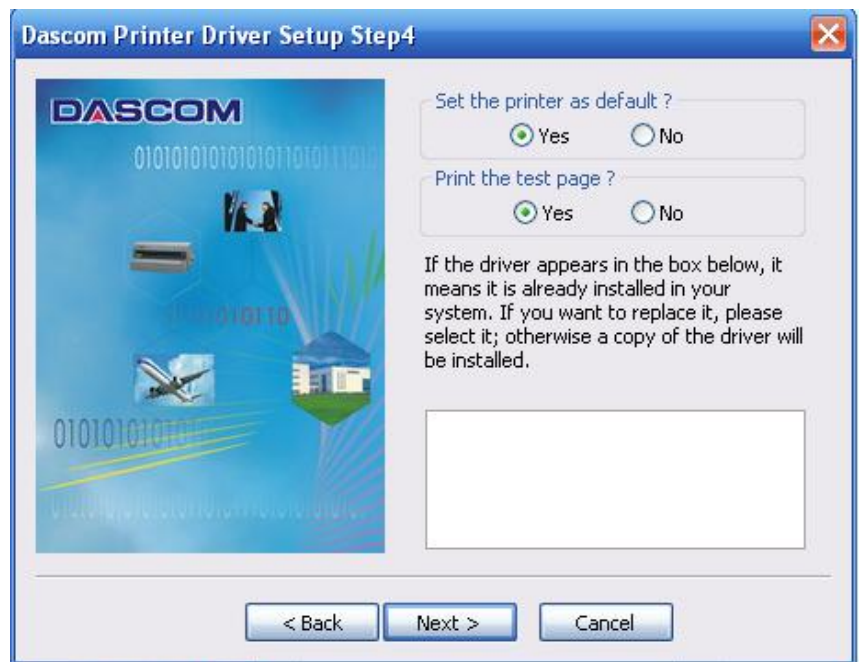 Dascom Printer Driver Setup Step4
DASCOM
Set the printer as default ?
Yes No
Print the test page ?
Yes No
If the driver appears in the box below, it
means it is already installed in your
system. If you want to replace it, please
select it; otherwise a copy of the driver will
be installed.
< Back Next > Cancel